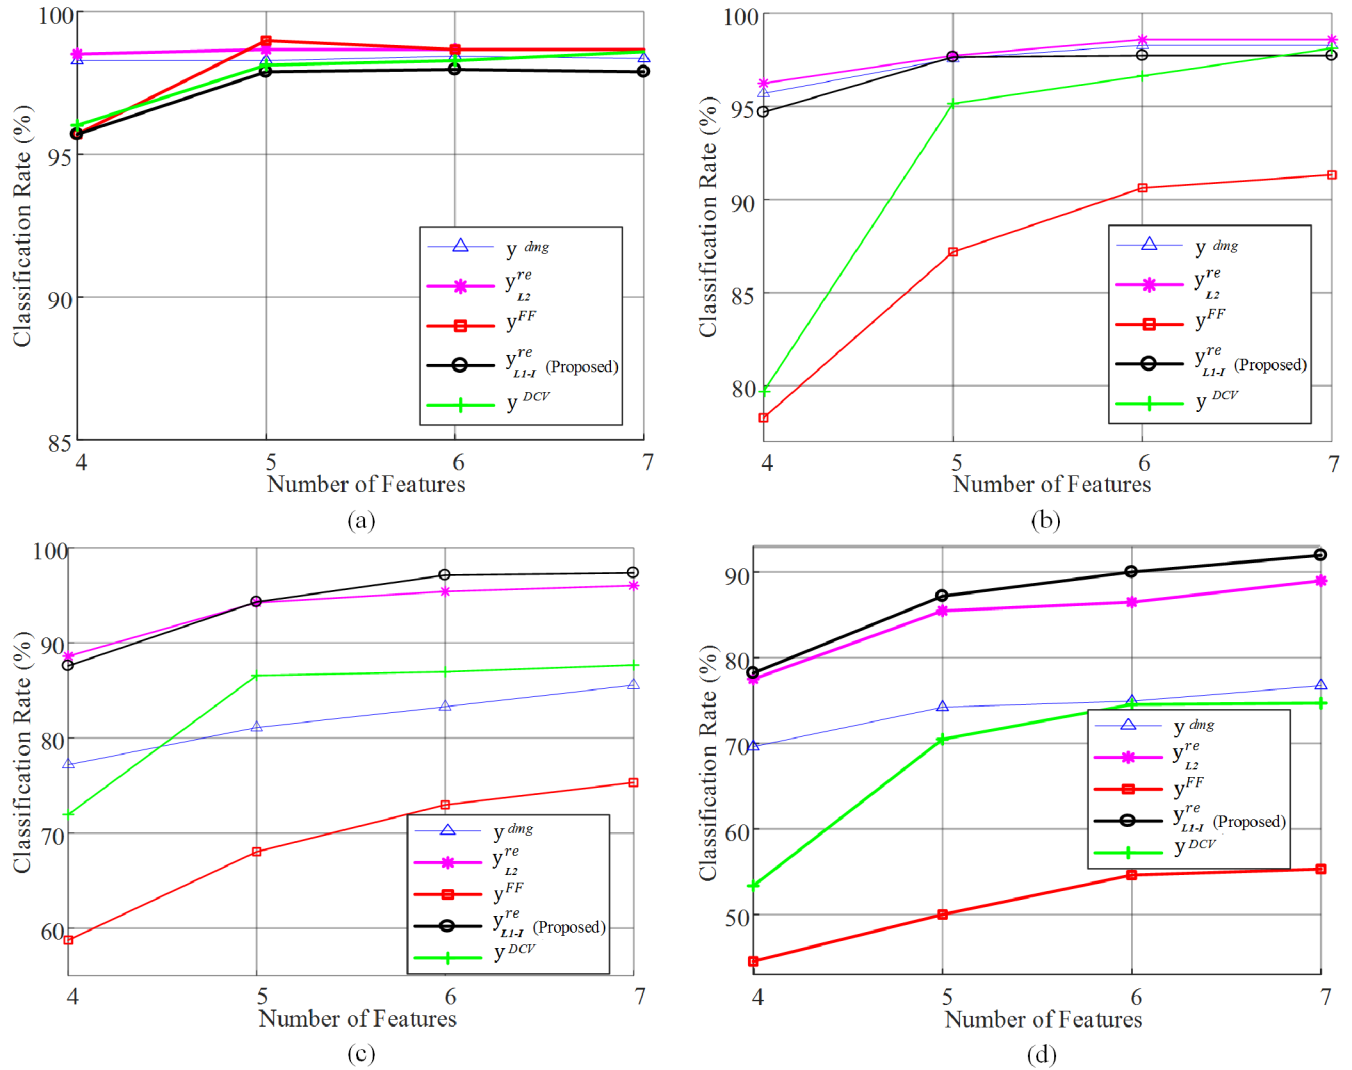 100
95
90
85
Classification Rate (%)
y dmg
y re L2
y FF
y re L1-I (Proposed)
y DCV
4 5 6 7
Number of Features
(a)
100
95
90
85
80
Classification Rate (%)
y dmg
y re L2
y FF
y re L1-I (Proposed)
y DCV
4 5 6 7
Number of Features
(b)
100
90
80
70
60
Classification Rate (%)
y dmg
y re L2
y FF
y re L1-I (Proposed)
y DCV
4 5 6 7
Number of Features
(c)
90
80
70
60
50
Classification Rate (%)
y dmg
y re L2
y FF
y re L1-I (Proposed)
y DCV
4 5 6 7
Number of Features
(d)